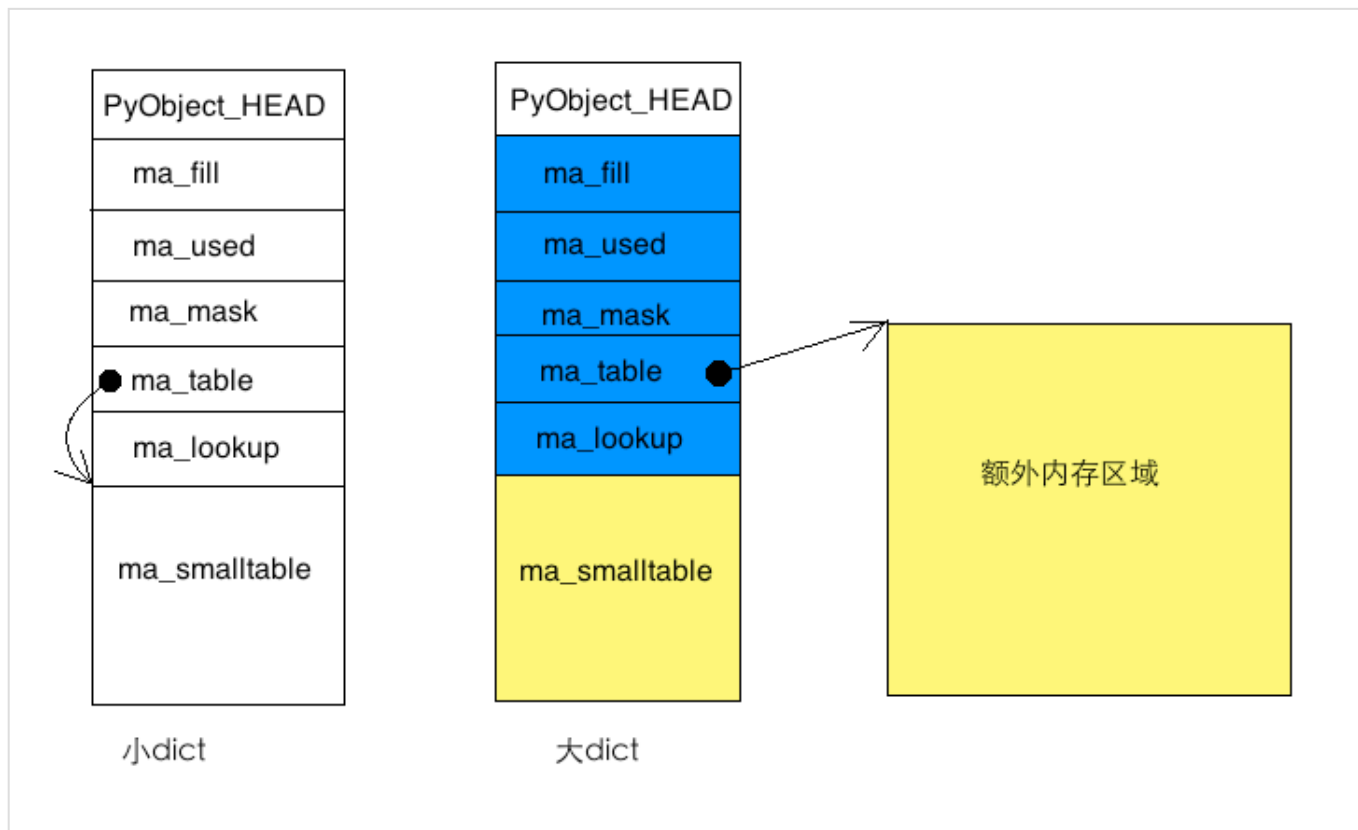 PyObject_HEAD
ma_fill
ma_used
ma_mask
ma_table
ma_lookup
ma_smalltable
小dict
PyObject_HEAD
ma_fill
ma_used
ma_mask
ma_table
ma_lookup
ma_smalltable
大dict
额外内存区域